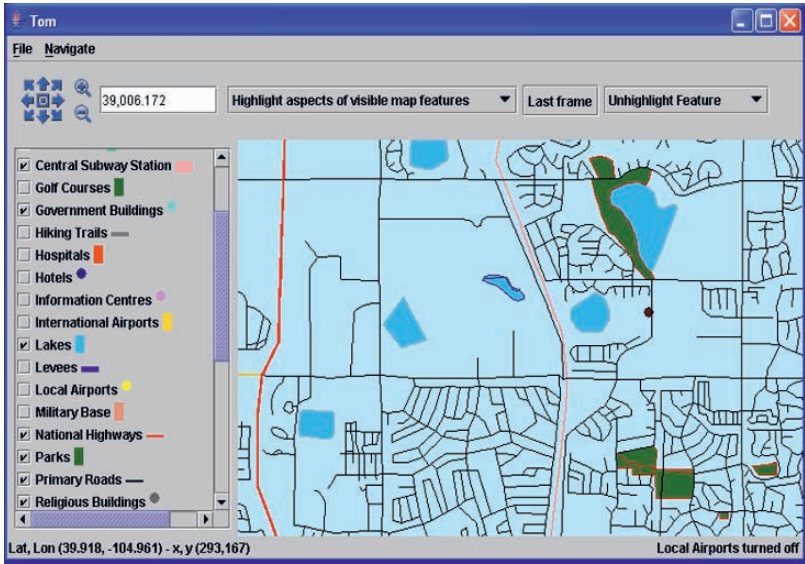 Tom
File Navigate
39,006.172 Highlight aspects of visible map features Last frame Unhighlight Feature
Central Subway Station
Golf Courses
Government Buildings
Hiking Trails
Hospitals
Hotels
Information Centres
International Airports
Lakes
Levees
Local Airports
Military Base
National Highways
Parks
Primary Roads
Religious Buildings
Lat, Lon (39.918, -104.961) - x, y (293,167) Local Airports turned off